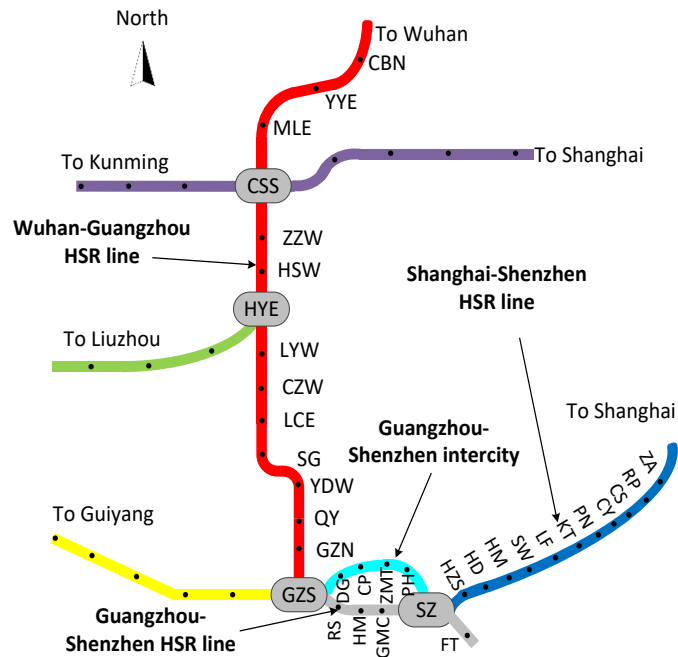 North
To Wuhan
CBN
YYE
MLE
To Kunming
To Shanghai
CSS
Wuhan-Guangzhou
HSR line
ZZW
HSW
Shanghai-Shenzhen
HSR line
HYE
To Liuzhou
LYW
CZW
LCE
To Shanghai
Guangzhou-
Shenzhen intercity
SG
YDW
QY
GZN
To Guiyang
ZA
RP
CS
CY
PN
KT
LF
SW
HM
HD
HZS
GZS
DG
CP
ZMT
PH
SZ
Guangzhou-
Shenzhen HSR line
RS
HM
GMC
FT